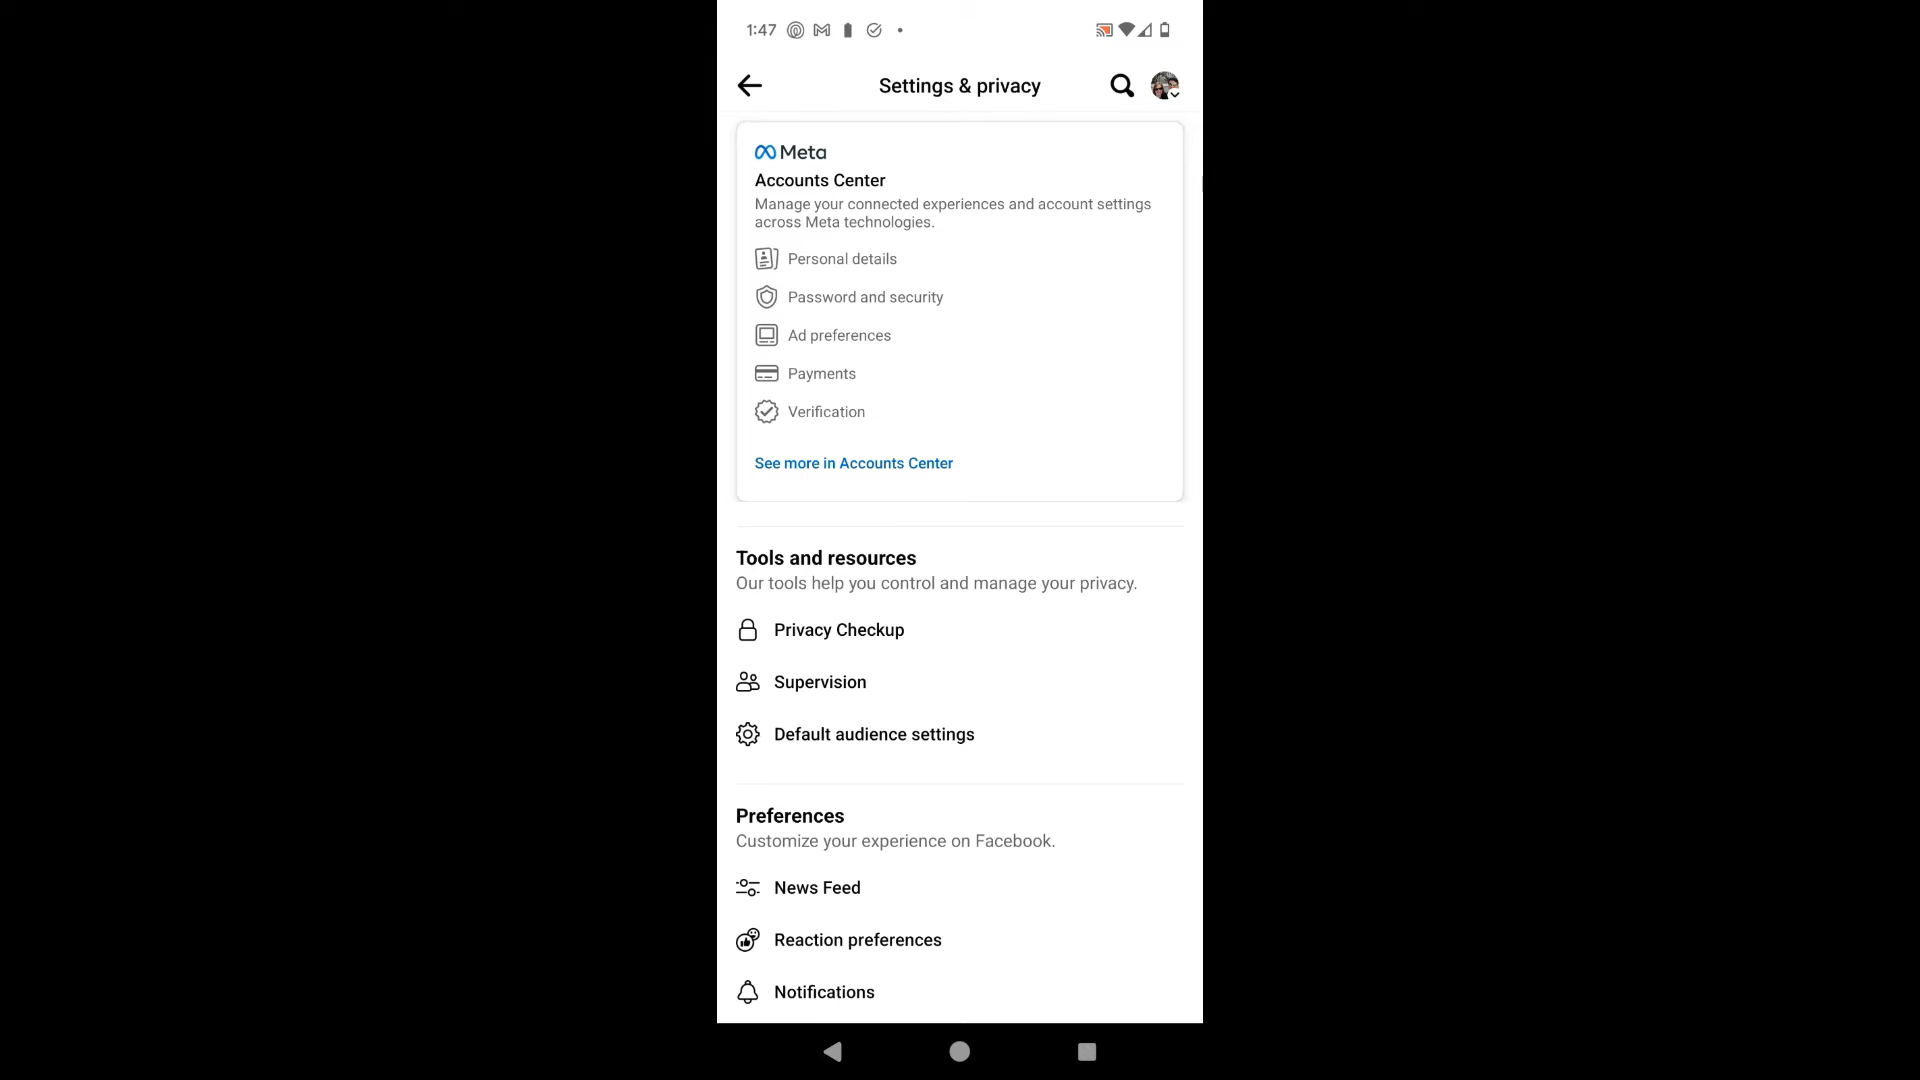 1:47
Settings & privacy
Meta
Accounts Center
Manage your connected experiences and account settings
across Meta technologies.
Personal details
Password and security
Ad preferences
Payments
Verification
See more in Accounts Center
Tools and resources
Our tools help you control and manage your privacy.
Privacy Checkup
Supervision
Default audience settings
Preferences
Customize your experience on Facebook.
News Feed
Reaction preferences
Notifications